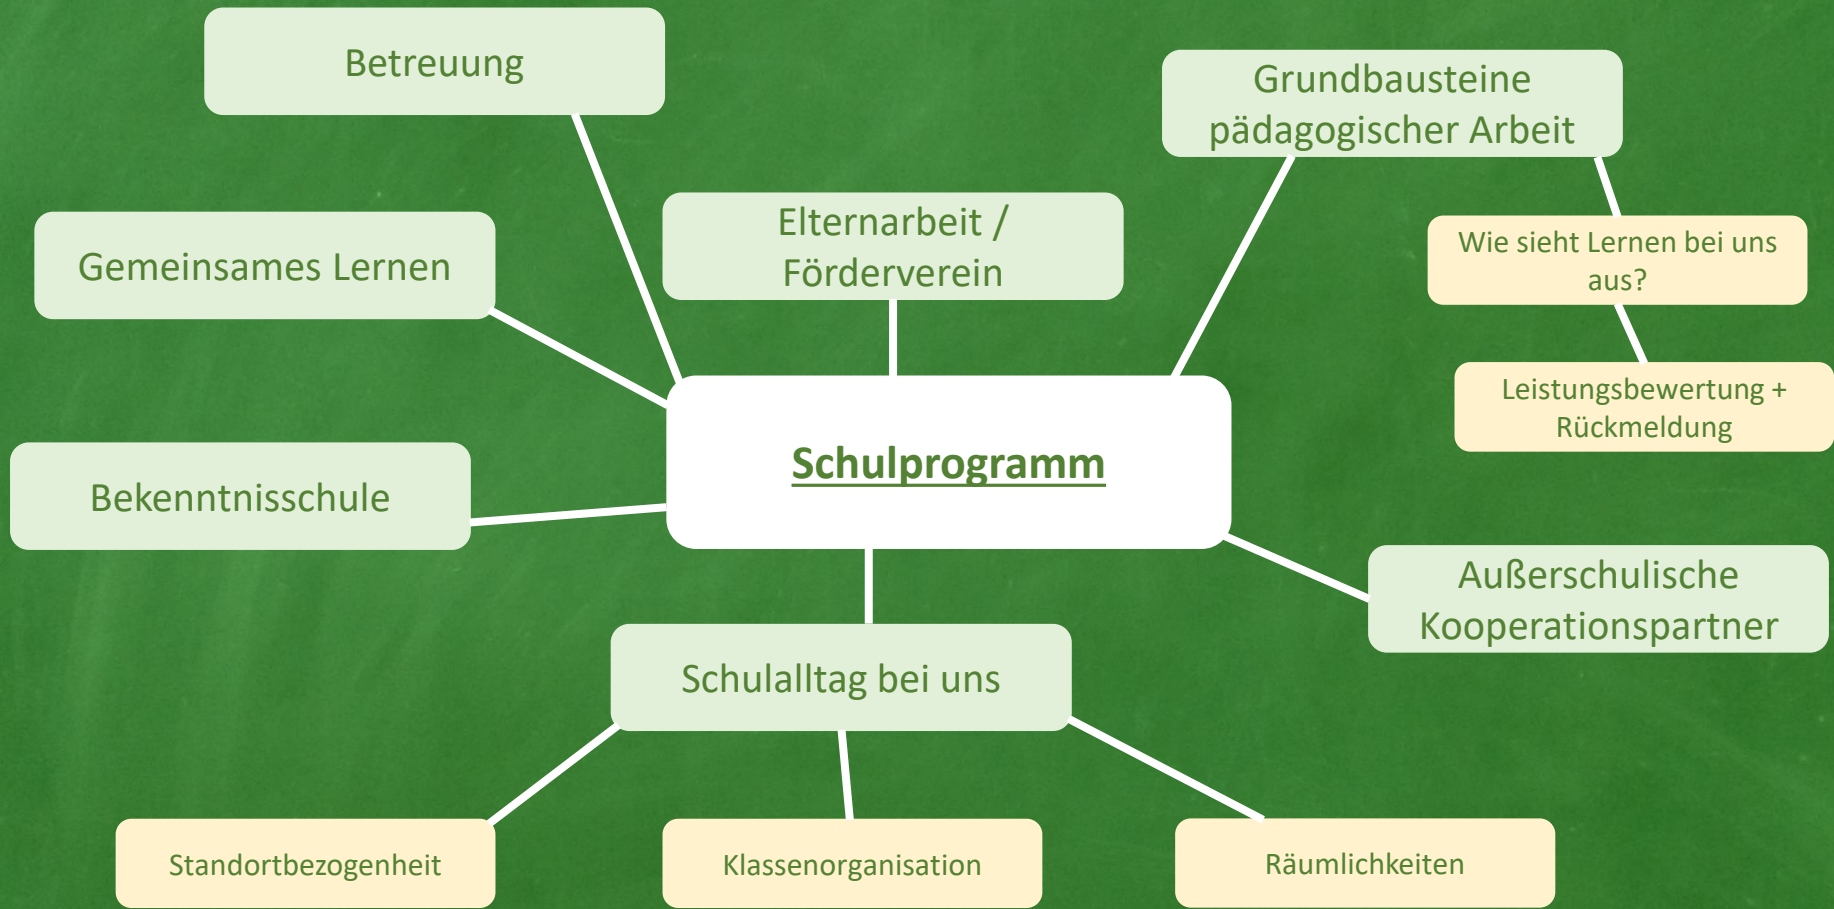 Betreuung
Grundbausteine
pädagogischer Arbeit
Elternarbeit /
Förderverein
Gemeinsames Lernen
Wie sieht Lernen bei uns
aus?
Leistungsbewertung +
Rückmeldung
Schulprogramm
Bekenntnisschule
Außerschulische
Kooperationspartner
Schulalltag bei uns
Standortbezogenheit
Klassenorganisation
Räumlichkeiten